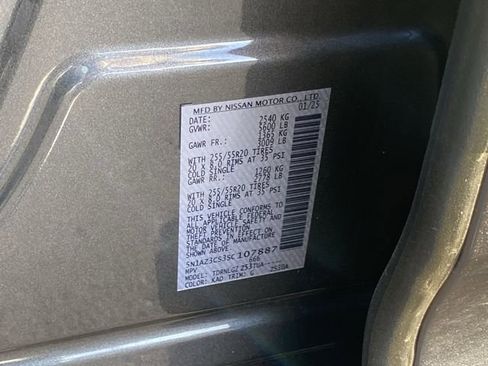 MFD BY NISSAN MOTOR CO., LTD.
DATE: 01/25
GVWR: 2540 KG
5600 LB
GAWR FR.: 1365 KG
3009 LB
WITH 255/55R20 TIRES
20 X 8.0 RIMS AT 35 PSI
COLD SINGLE
GAWR RR.: 1260 KG
2778 LB
WITH 255/55R20 TIRES
20 X 8.0 RIMS AT 35 PSI
COLD SINGLE
THIS VEHICLE CONFORMS TO
ALL APPLICABLE FEDERAL
MOTOR VEHICLE SAFETY AND
THEFT PREVENTION
STANDARDS IN EFFECT ON THE
DATE OF MANUFACTURE
SHOWN ABOVE
5N1AZ3CS3SC107887
MPV 666
MODEL: TDRNLGZ
COLOR: KAD TRIM: G